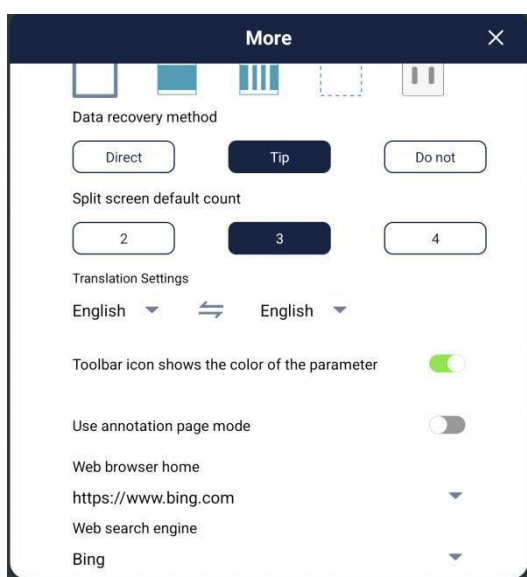 More
Data recovery method
Direct Tip Do not
Split screen default count
2 3 4
Translation Settings
English English
Toolbar icon shows the color of the parameter
Use annotation page mode
Web browser home
https://www.bing.com
Web search engine
Bing